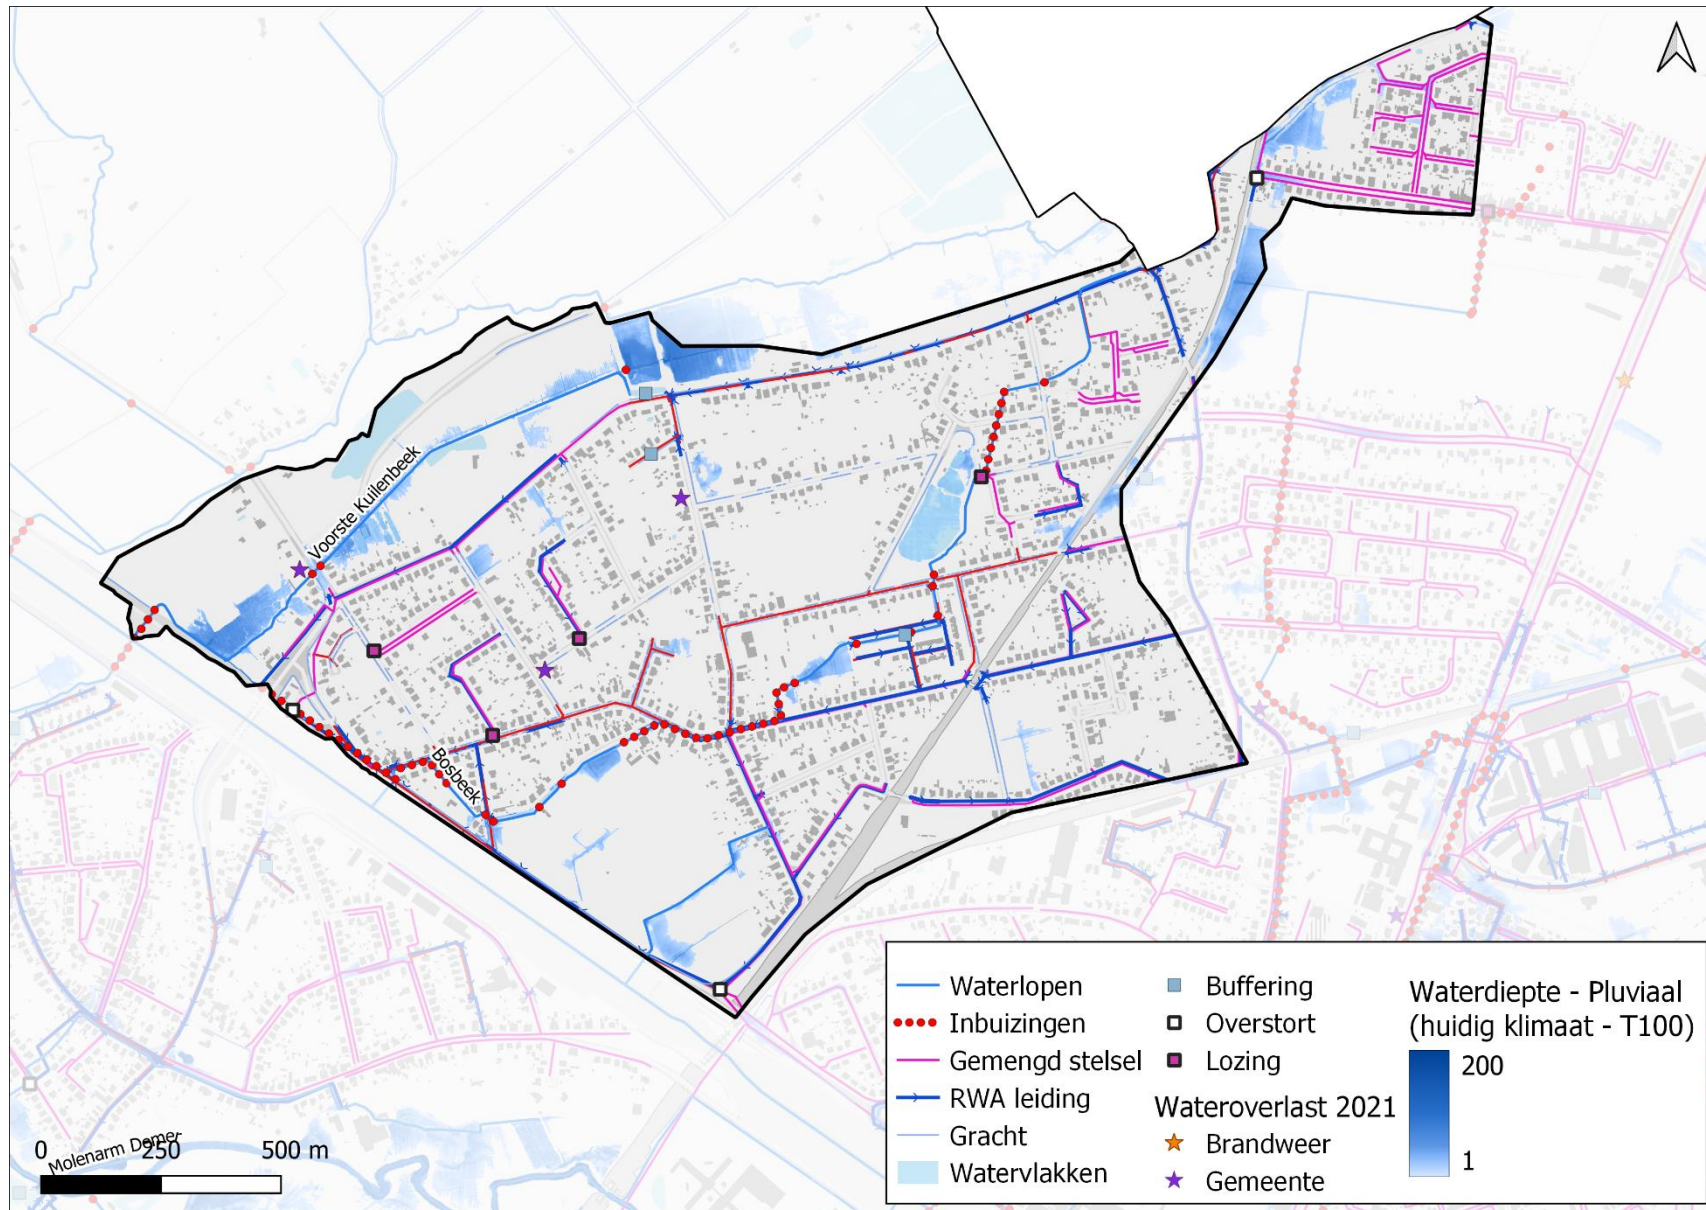 Voorste Kuilenbeek
Bosbeek
Waterlopen
Inbuizingen
Gemengd stelsel
RWA leiding
Gracht
Watervlakken
Buffering
Overstort
Lozing
Wateroverlast 2021
Brandweer
Gemeente
Waterdiepte - Pluviaal
(huidig klimaat - T100)
200
1
Molenarm Demer
0 250 500 m